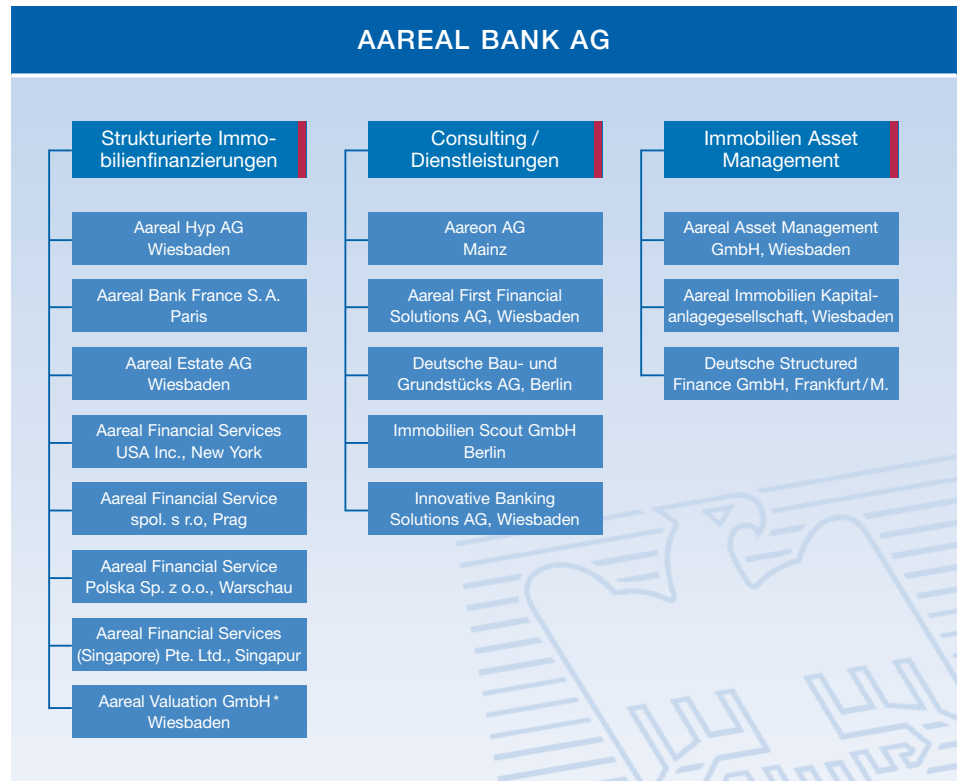 AAREAL BANK AG
Strukturierte Immo-
bilienfinanzierungen
Aareal Hyp AG
Wiesbaden
Aareal Bank France S. A.
Paris
Aareal Estate AG
Wiesbaden
Aareal Financial Services
USA Inc., New York
Aareal Financial Service
spol. s r.o, Prag
Aareal Financial Service
Polska Sp. z o.o., Warschau
Aareal Financial Services
(Singapore) Pte. Ltd., Singapur
Aareal Valuation GmbH *
Wiesbaden
Consulting /
Dienstleistungen
Aareon AG
Mainz
Aareal First Financial
Solutions AG, Wiesbaden
Deutsche Bau- und
Grundstücks AG, Berlin
Immobilien Scout GmbH
Berlin
Innovative Banking
Solutions AG, Wiesbaden
Immobilien Asset
Management
Aareal Asset Management
GmbH, Wiesbaden
Aareal Immobilien Kapital-
anlagegesellschaft, Wiesbaden
Deutsche Structured
Finance GmbH, Frankfurt/M.